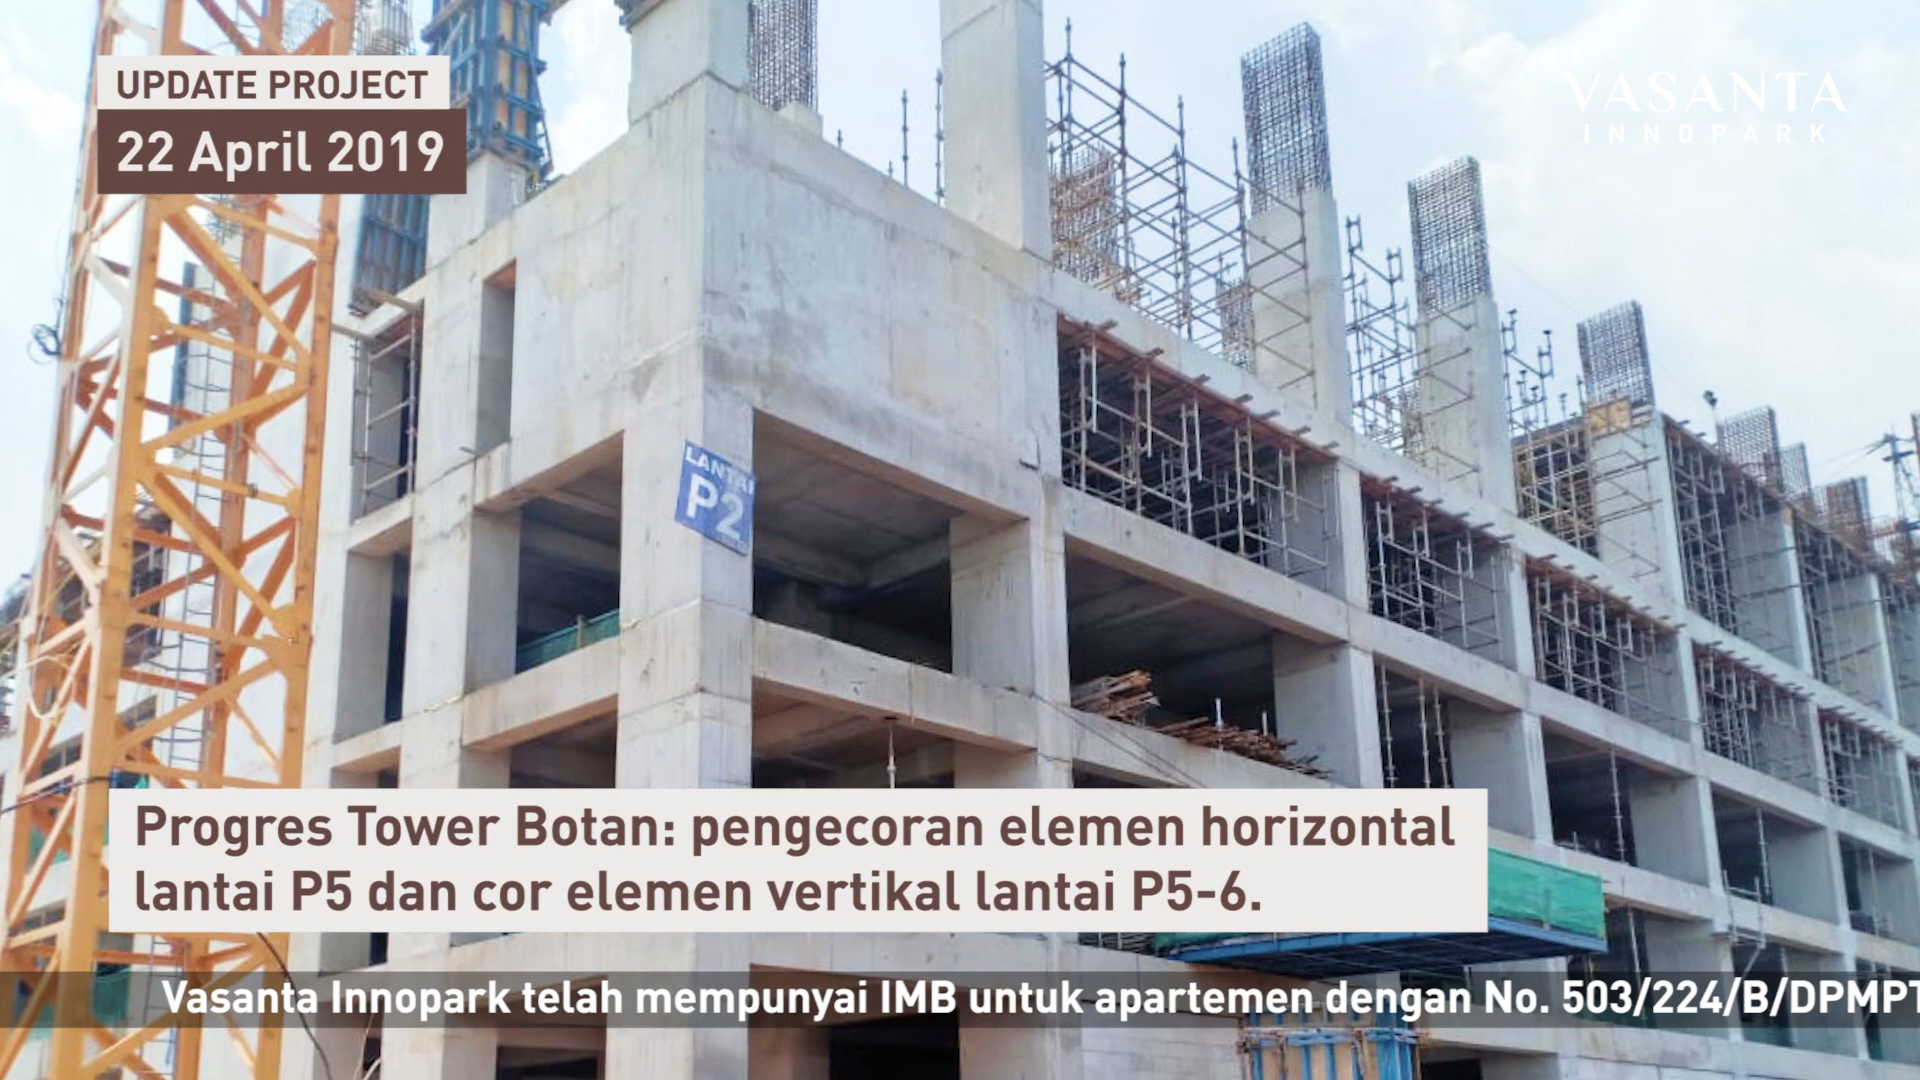 UPDATE PROJECT
22 April 2019
VASANTA
INNOPARK
LANTAI
P2
Progres Tower Botan: pengecoran elemen horizontal
lantai P5 dan cor elemen vertikal lantai P5-6.
Vasanta Innopark telah mempunyai IMB untuk apartemen dengan No. 503/224/B/DPMPT